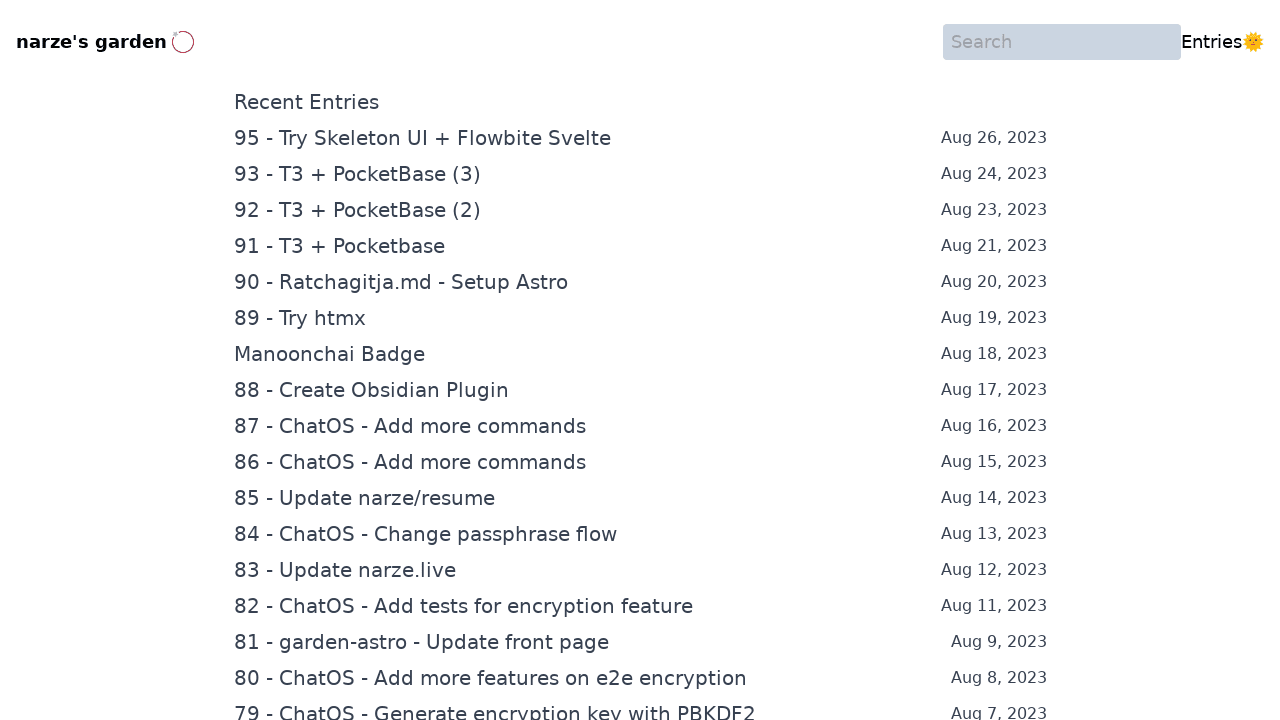 narze's garden
Search
Entries🌞
Recent Entries
95 - Try Skeleton UI + Flowbite Svelte Aug 26, 2023
93 - T3 + PocketBase (3) Aug 24, 2023
92 - T3 + PocketBase (2) Aug 23, 2023
91 - T3 + Pocketbase Aug 21, 2023
90 - Ratchagitja.md - Setup Astro Aug 20, 2023
89 - Try htmx Aug 19, 2023
Manoonchai Badge Aug 18, 2023
88 - Create Obsidian Plugin Aug 17, 2023
87 - ChatOS - Add more commands Aug 16, 2023
86 - ChatOS - Add more commands Aug 15, 2023
85 - Update narze/resume Aug 14, 2023
84 - ChatOS - Change passphrase flow Aug 13, 2023
83 - Update narze.live Aug 12, 2023
82 - ChatOS - Add tests for encryption feature Aug 11, 2023
81 - garden-astro - Update front page Aug 9, 2023
80 - ChatOS - Add more features on e2e encryption Aug 8, 2023
79 - ChatOS - Generate encryption key with PBKDF2 Aug 7, 2023